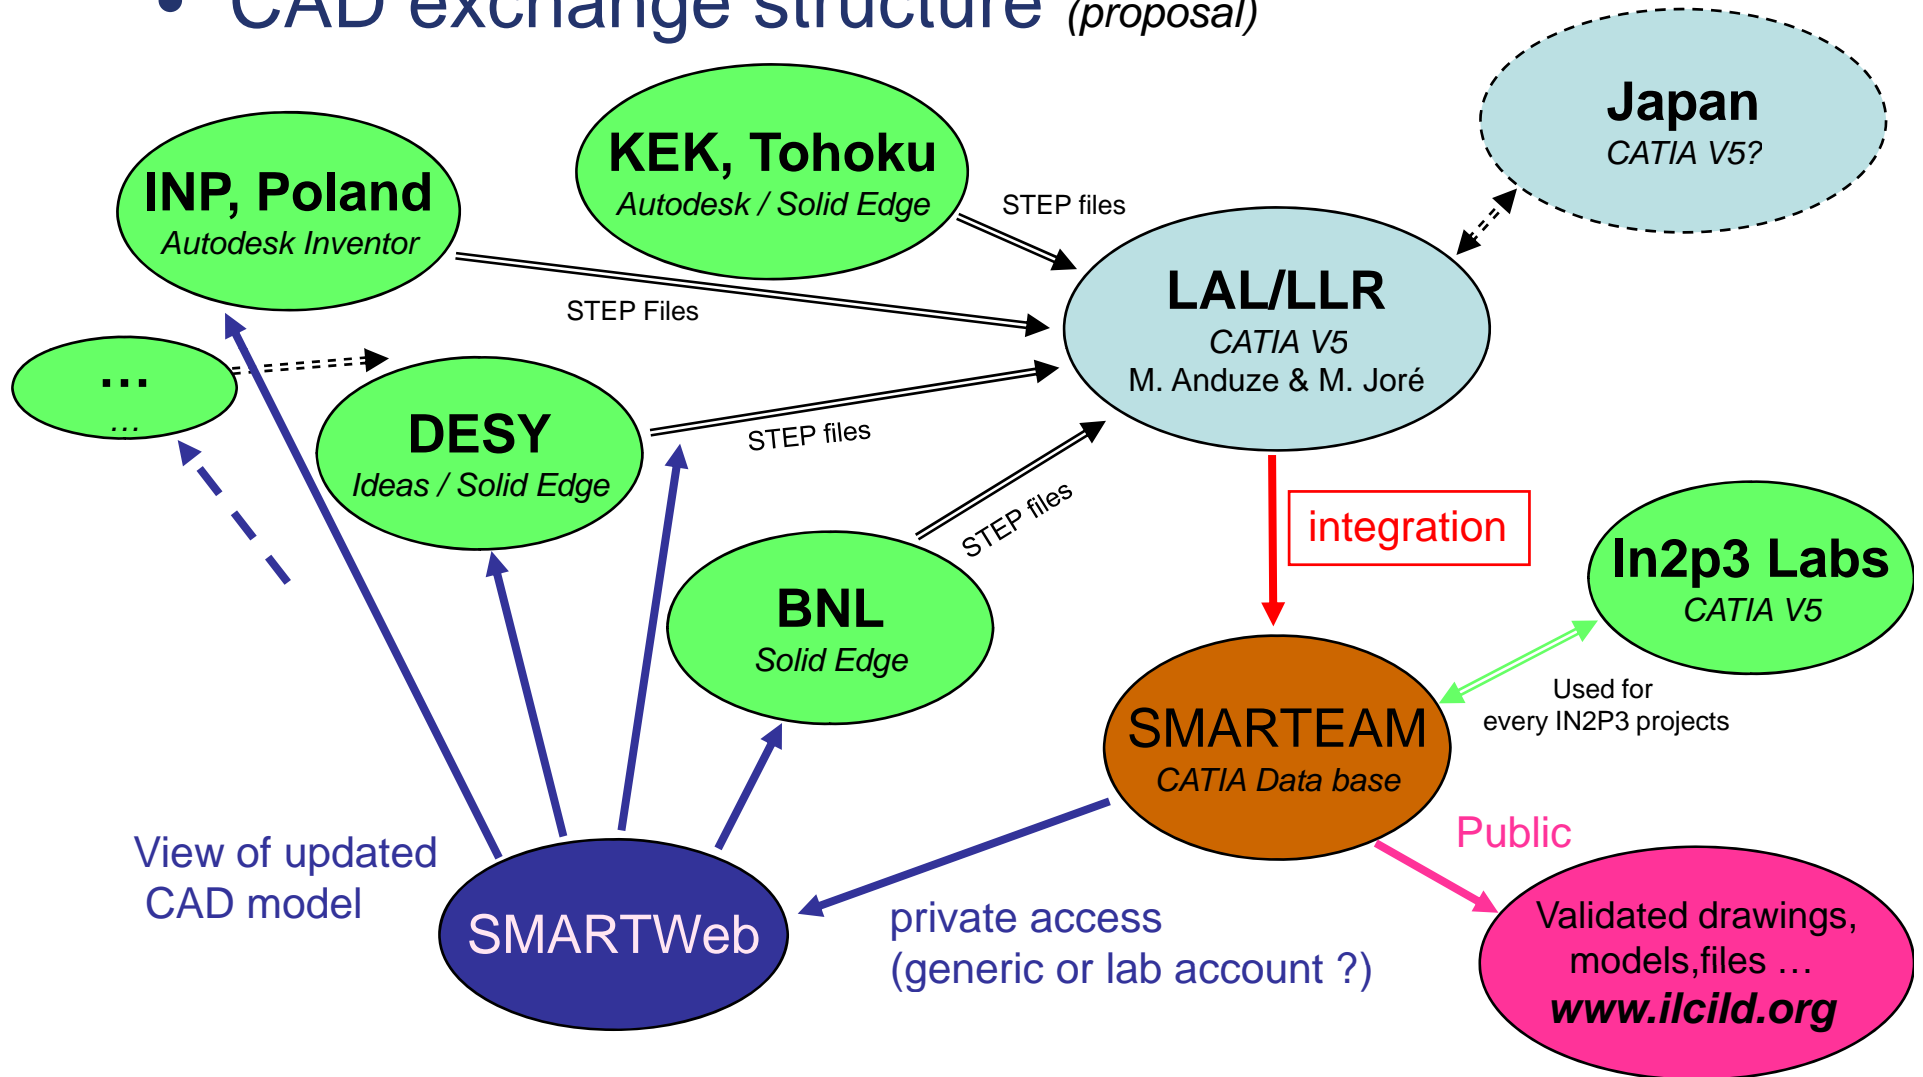 • CAD exchange structure (proposal)
Japan
CATIA V5?
KEK, Tohoku
Autodesk / Solid Edge
INP, Poland
Autodesk Inventor
STEP files
LAL/LLR
CATIA V5
M. Anduze & M. Joré
STEP Files
...
...
DESY
Ideas / Solid Edge
STEP files
STEP files
integration
In2p3 Labs
CATIA V5
BNL
Solid Edge
Used for
every IN2P3 projects
SMARTEAM
CATIA Data base
Public
View of updated
CAD model
SMARTWeb
private access
(generic or lab account ?)
Validated drawings,
models,files …
www.ilcild.org